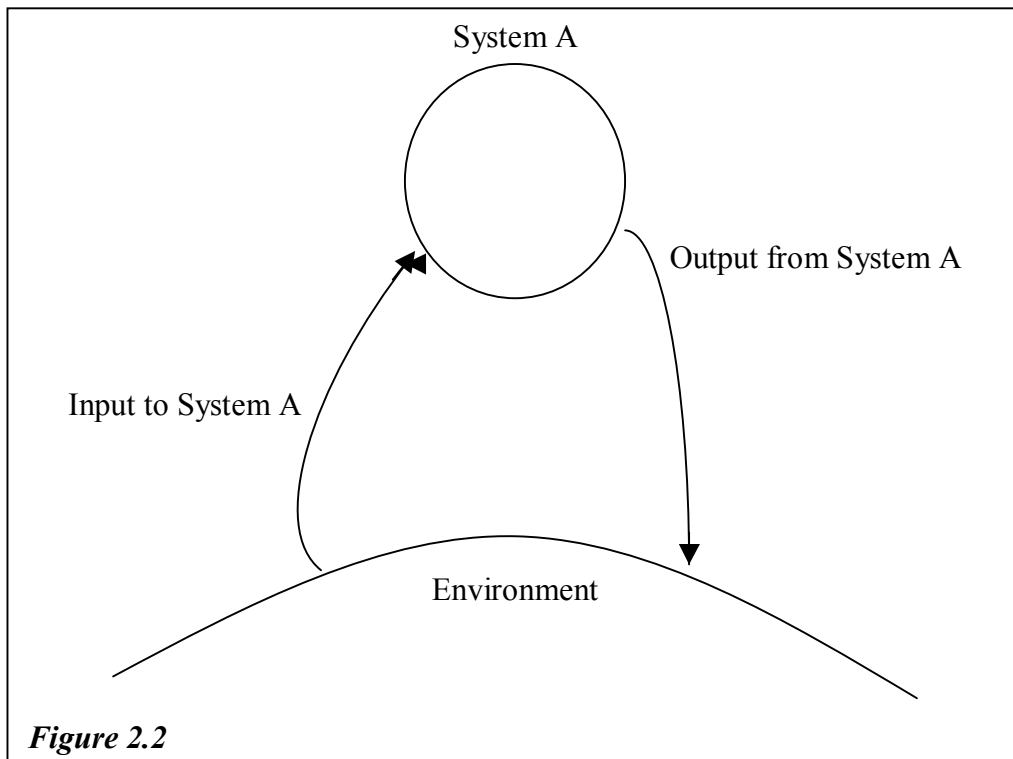 System A
Output from System A
Input to System A
Environment
Figure 2.2